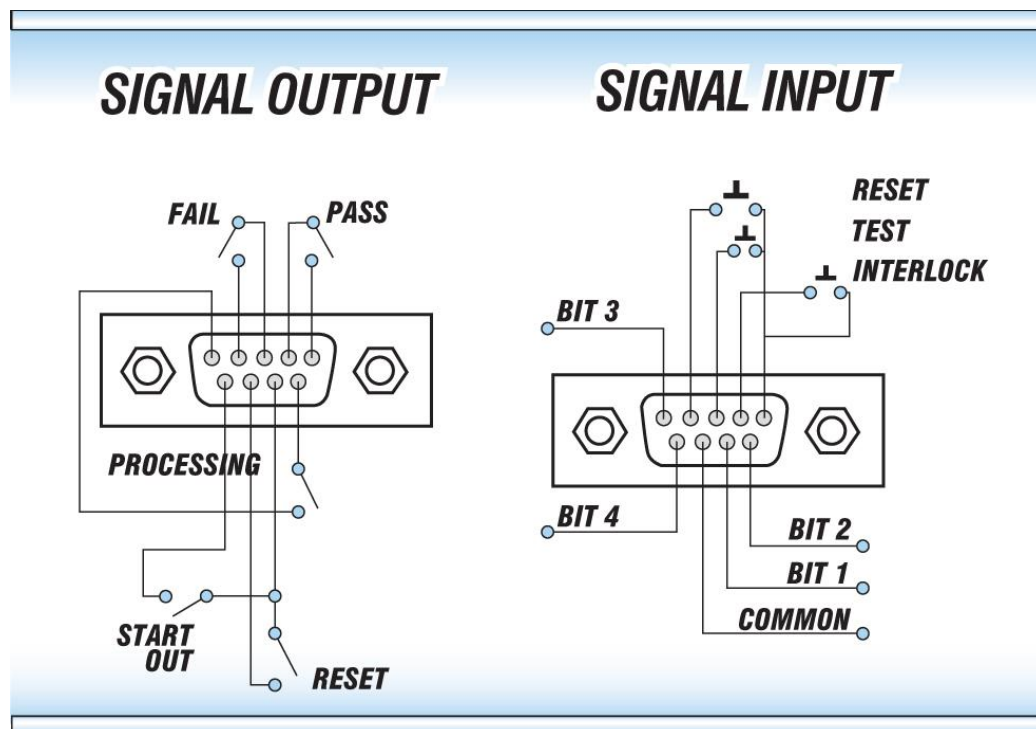 SIGNAL OUTPUT
FAIL
PASS
PROCESSING
START
OUT
RESET
SIGNAL INPUT
RESET
TEST
INTERLOCK
BIT 3
BIT 4
BIT 2
BIT 1
COMMON